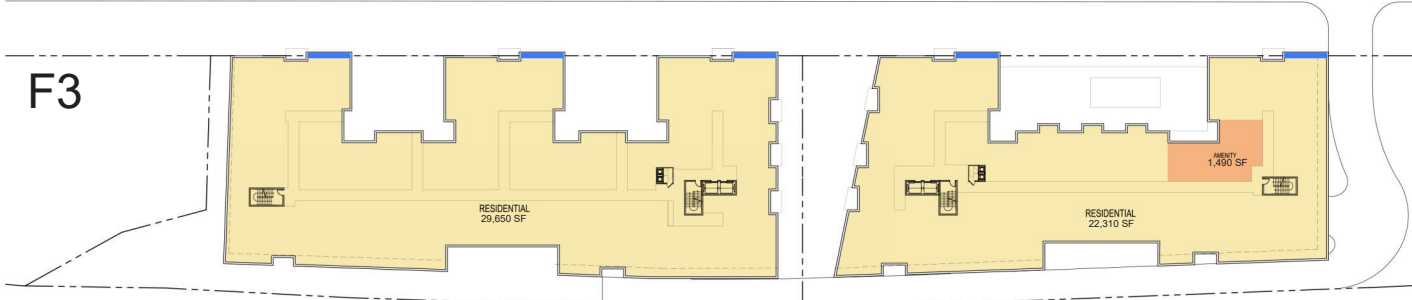 F3
RESIDENTIAL
29,650 SF
AMENITY
1,490 SF
RESIDENTIAL
22,310 SF